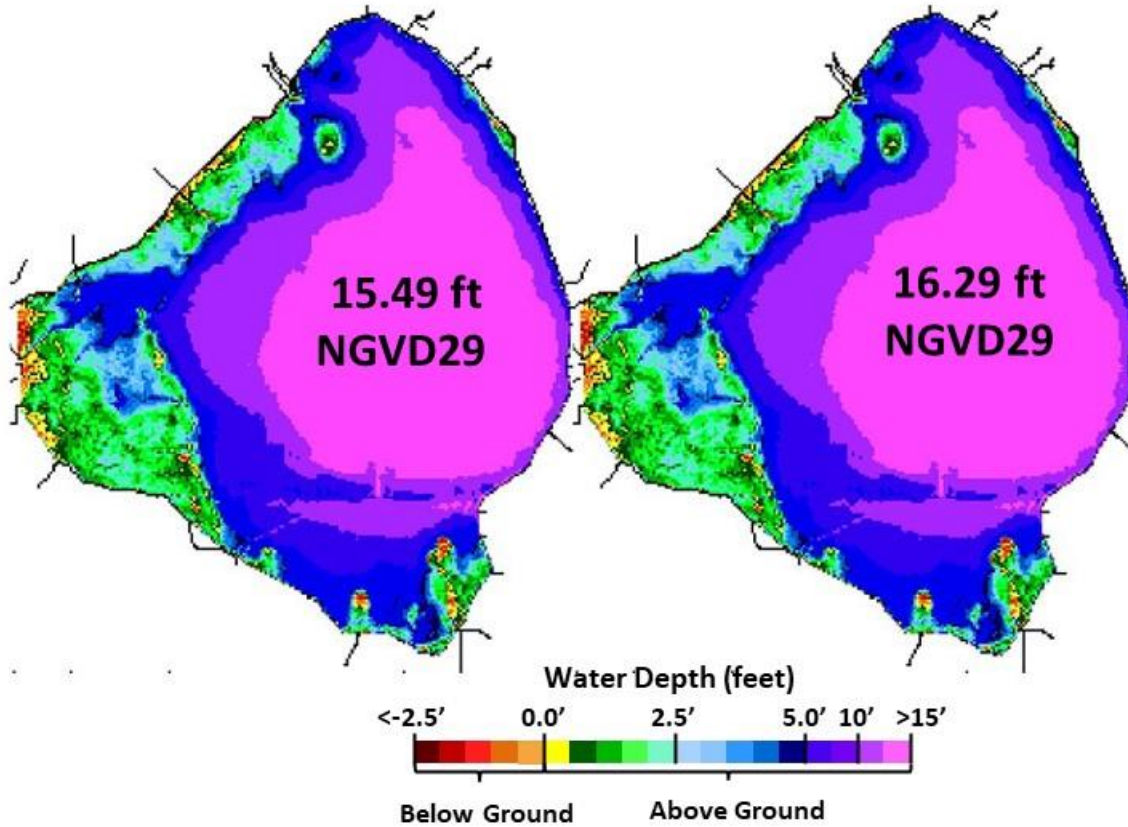 15.49 ft
NGVD29
16.29 ft
NGVD29
Water Depth (feet)
<-2.5’ 0.0’ 2.5’ 5.0’ 10’ >15’
Below Ground Above Ground